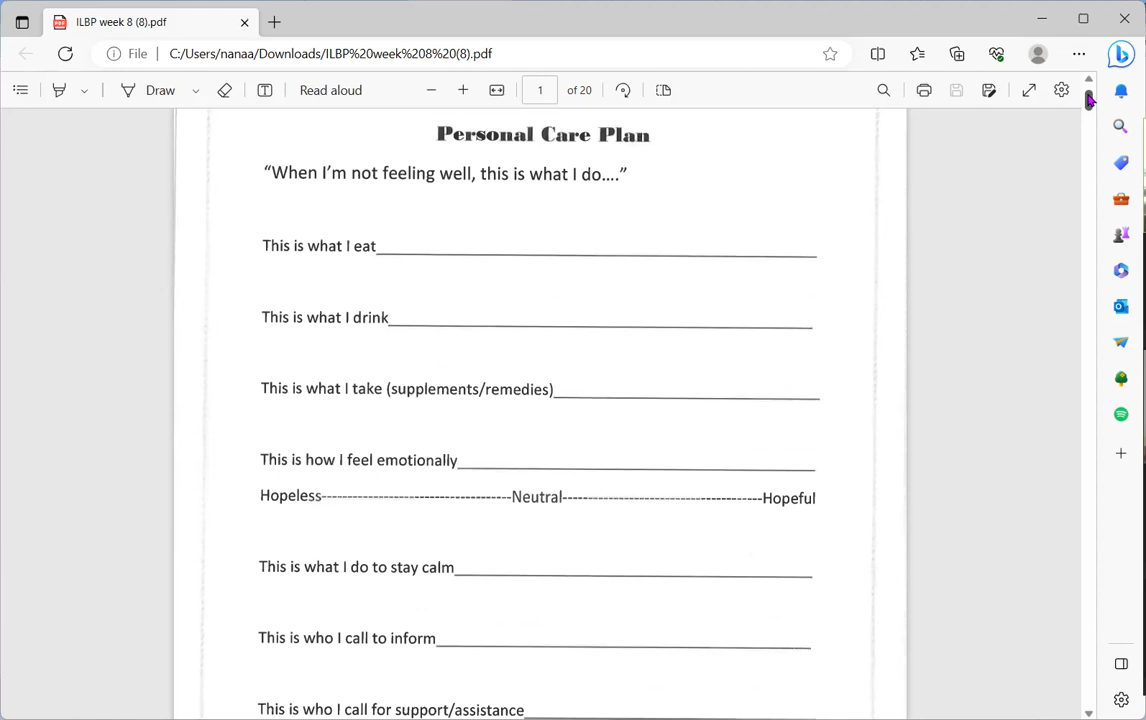 ILBP week 8 (8).pdf
File
C:/Users/nanaa/Downloads/ILBP%20week%208%20(8).pdf
Draw
Read aloud
1
of 20
Personal Care Plan
“When I’m not feeling well, this is what I do....”
This is what I eat
This is what I drink
This is what I take (supplements/remedies)
This is how I feel emotionally
Hopeless---------------------------------------Neutral-----------------------------------------Hopeful
This is what I do to stay calm
This is who I call to inform
This is who I call for support/assistance